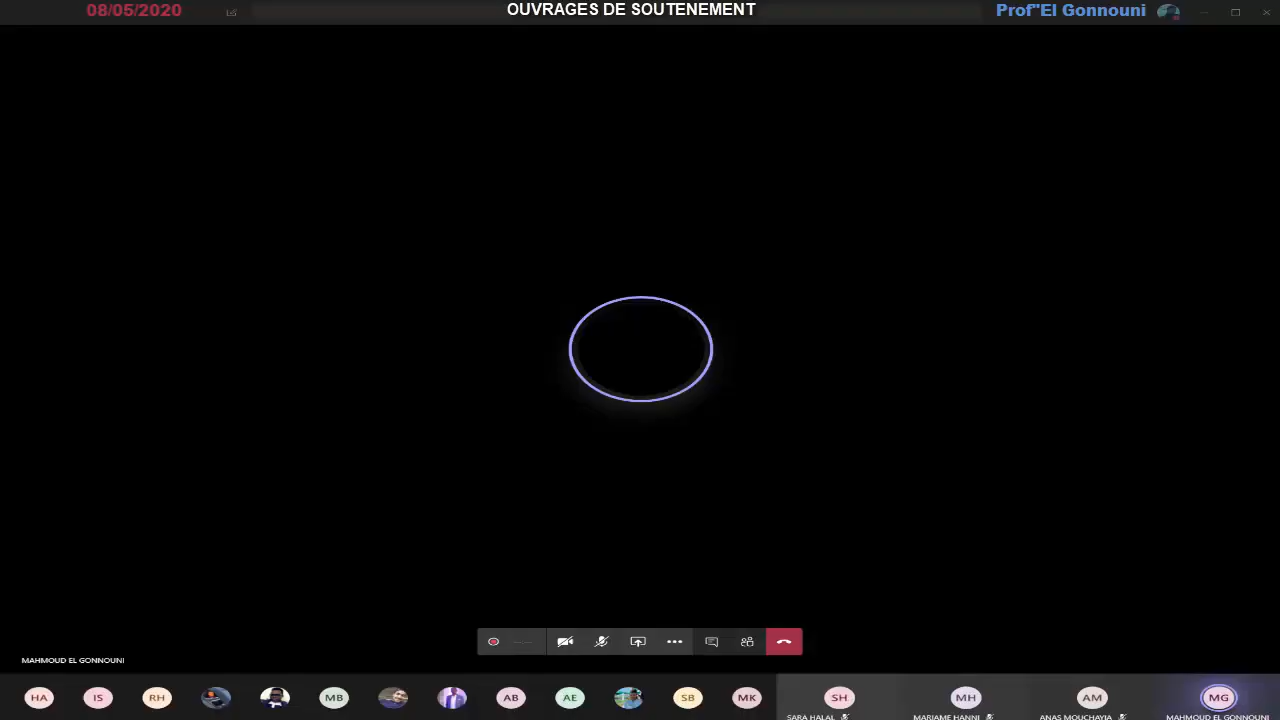 08/05/2020
OUVRAGES DE SOUTENEMENT
Prof"El Gonnouni
MAHMOUD EL GONNOUNI
HA
IS
RH
MB
AB
AE
SB
MK
SH
MH
AM
MG
SARA HALAL
MARIAME HANNI
ANAS MOUCHAYIA
MAHMOUD EL GONNOUNI